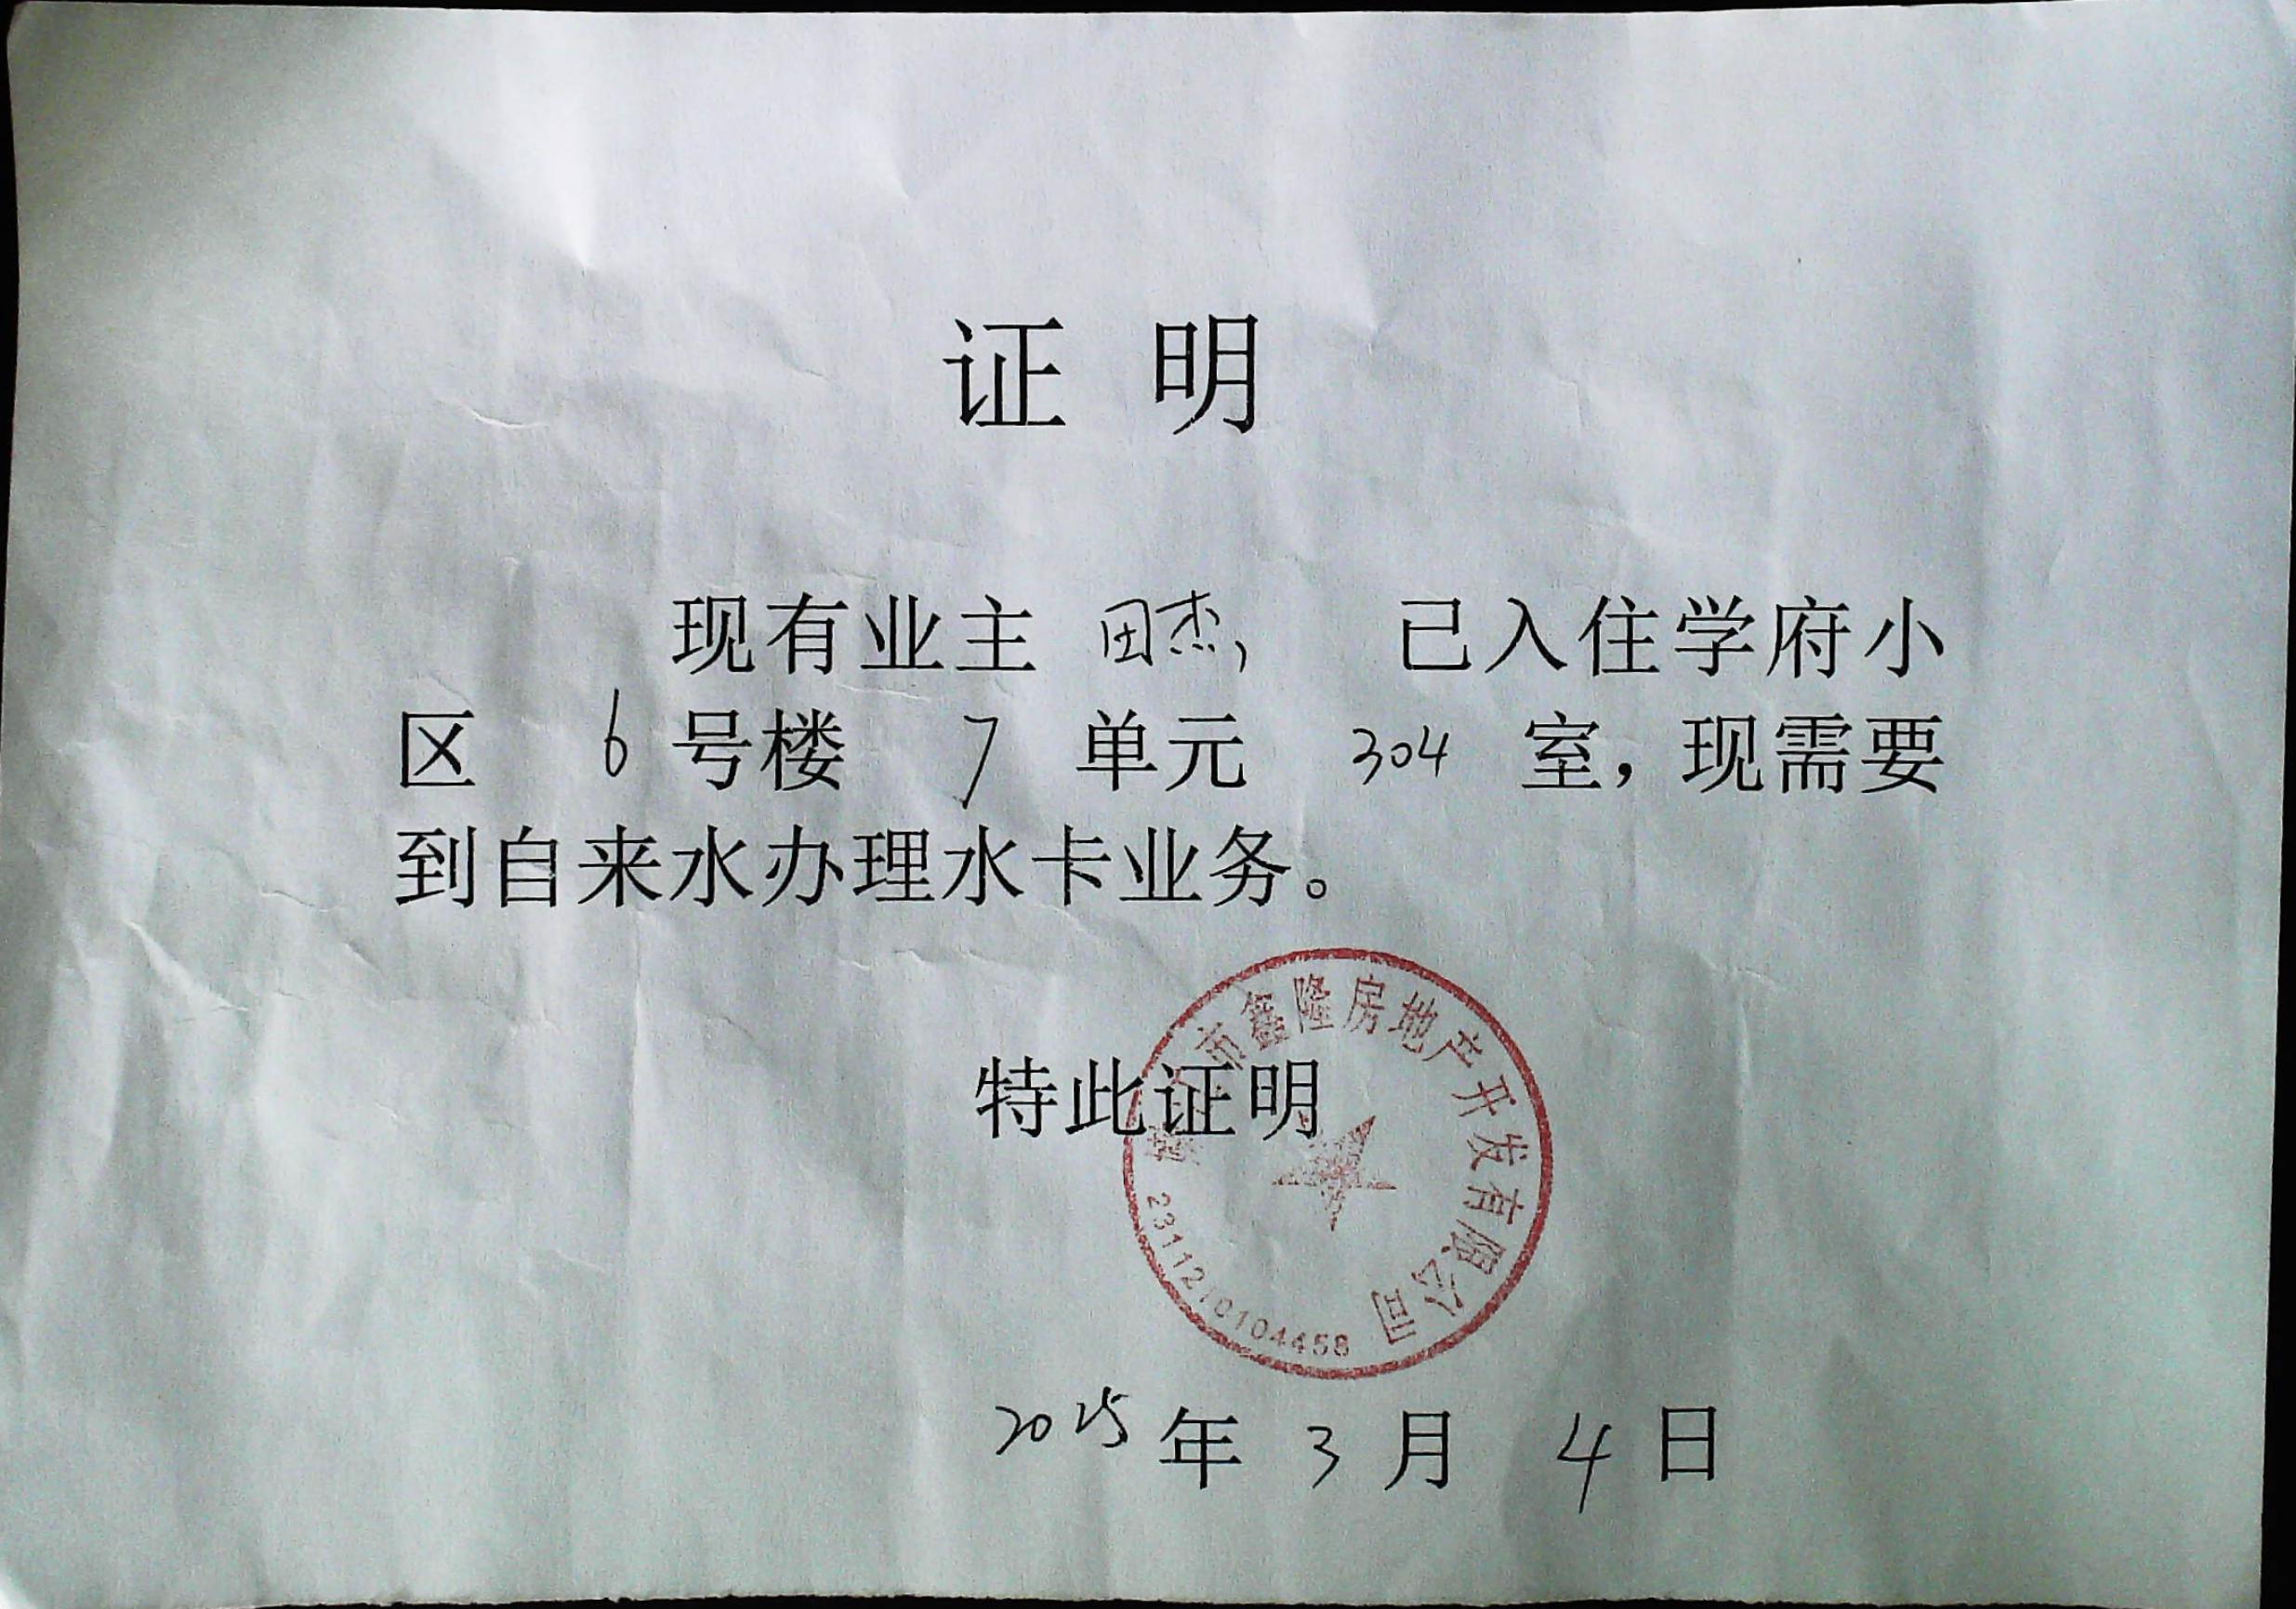 证 明
现有业主 田杰, 已入住学府小
区 6 号楼 7 单元 304 室，现需要
到自来水办理水卡业务。
特此证明
市鑫隆房地产开发有限公司
2311210104458
2025 年 3 月 4 日